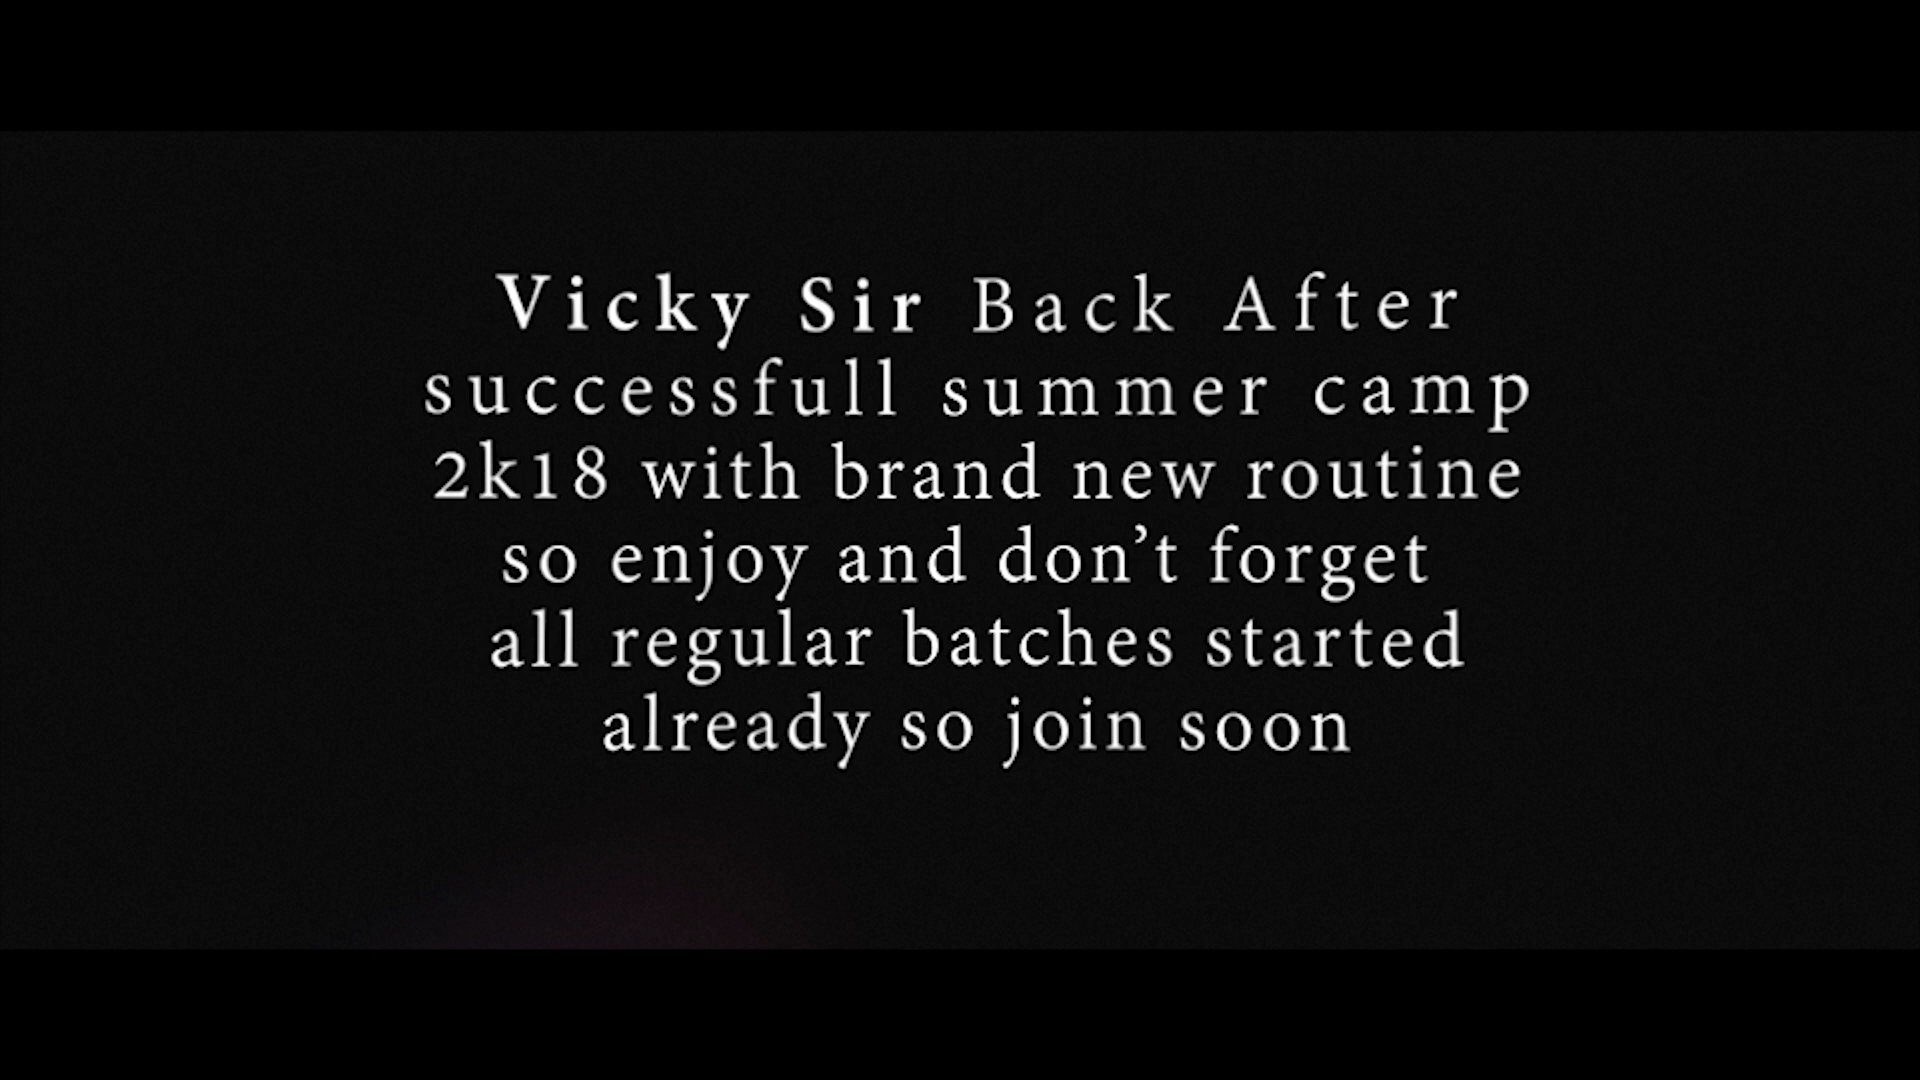 Vicky Sir Back After
successfull summer camp
2k18 with brand new routine
so enjoy and don’t forget
all regular batches started
already so join soon